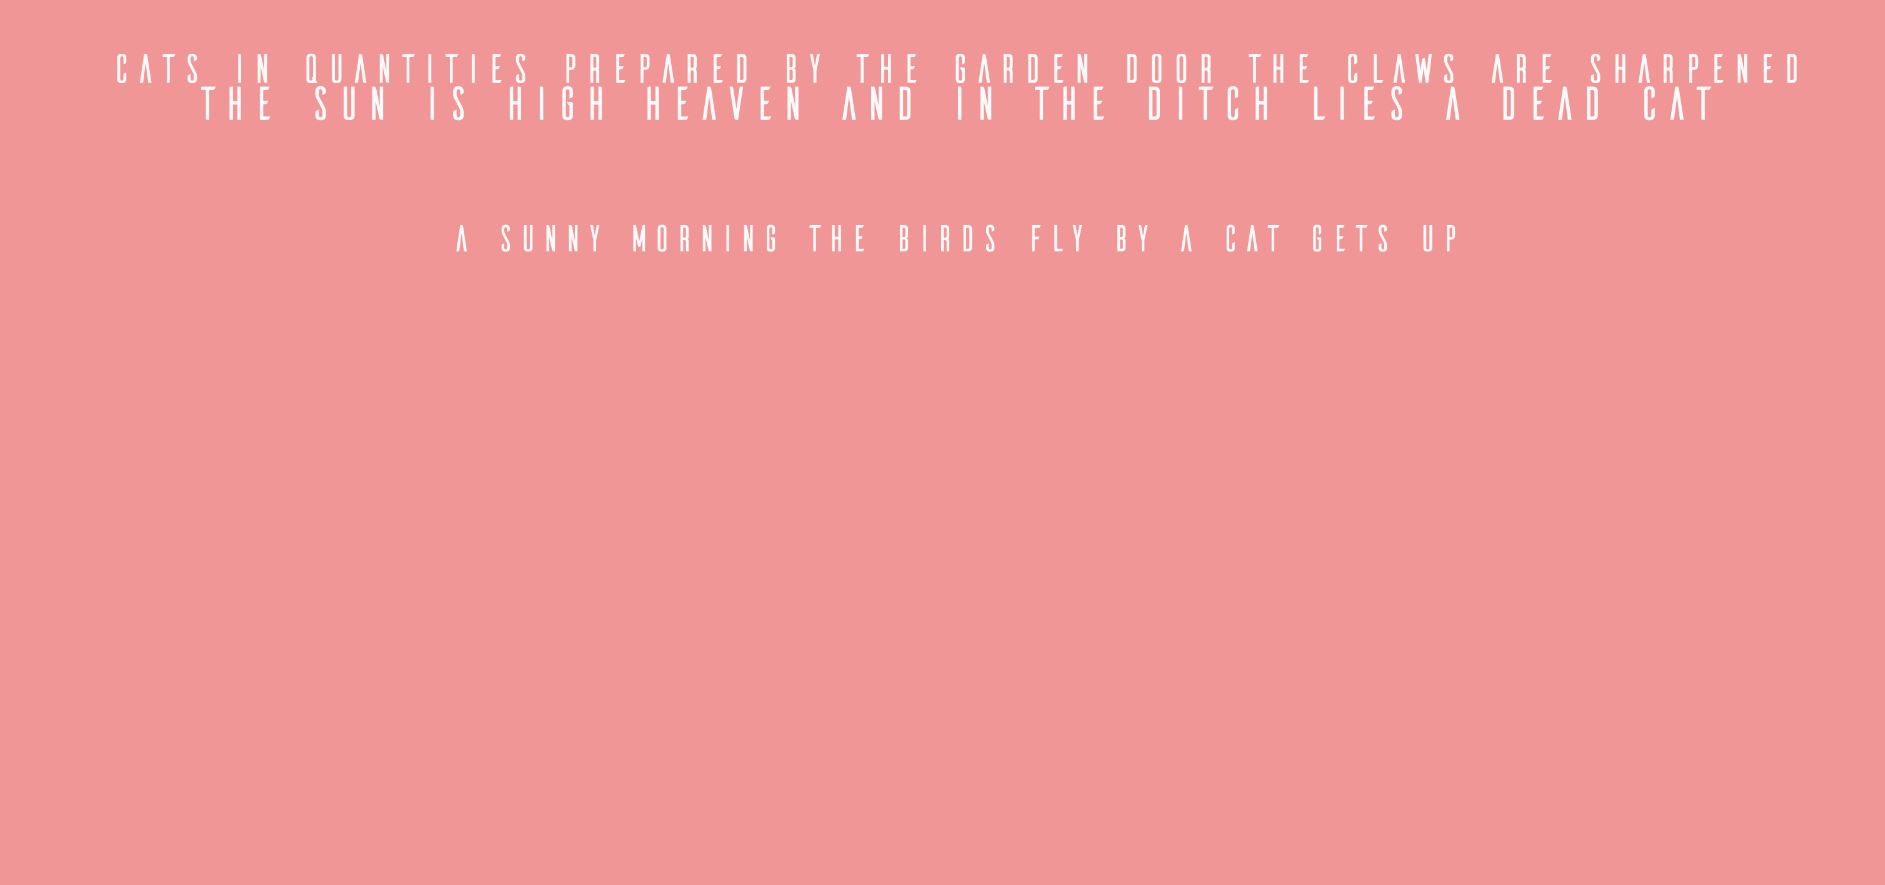 CATS IN QUANTITIES PREPARED BY THE GARDEN DOOR THE CLAWS ARE SHARPENED
THE SUN IS HIGH HEAVEN AND IN THE DITCH LIES A DEAD CAT
A SUNNY MORNING THE BIRDS FLY BY A CAT GETS UP